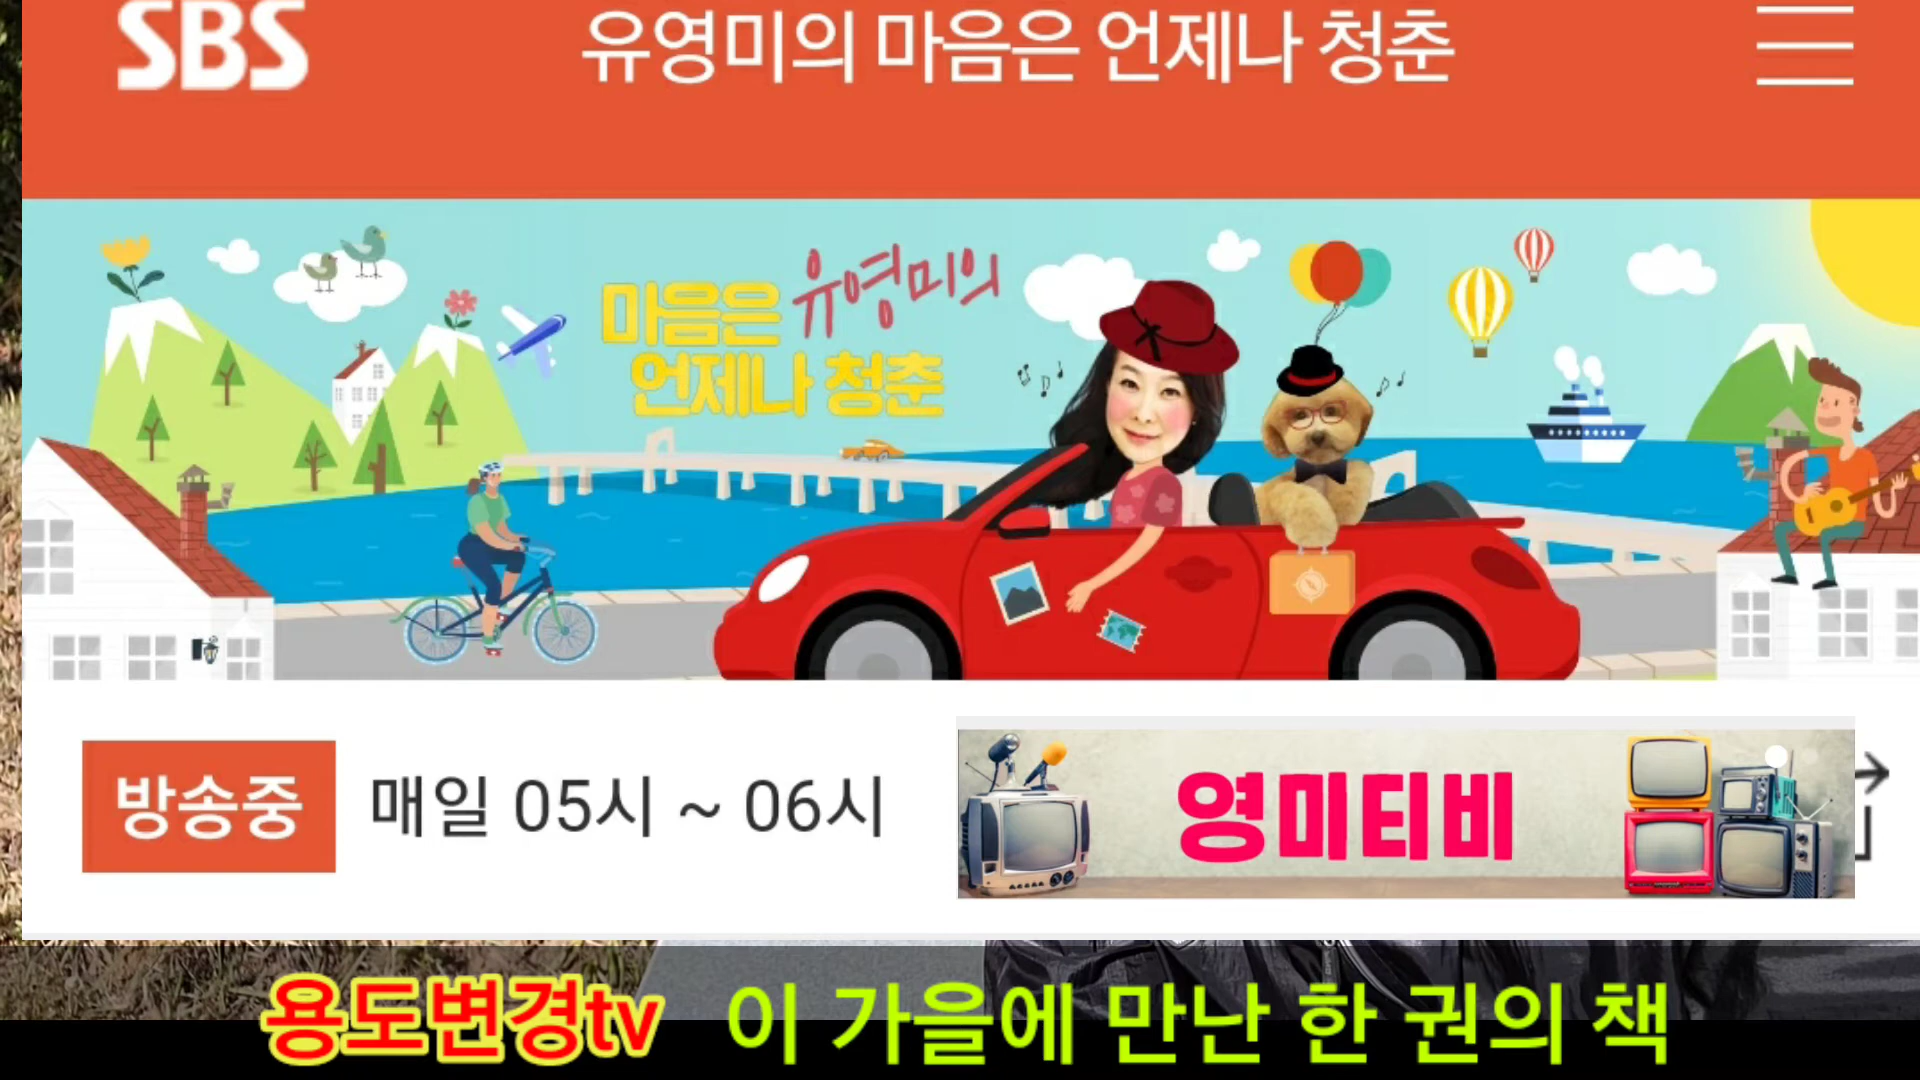 SBS
유영미의 마음은 언제나 청춘
유영미의
마음은
언제나 청춘
방송중 매일 05시 ~ 06시
영미티비
용도변경tv 이 가을에 만난 한 권의 책